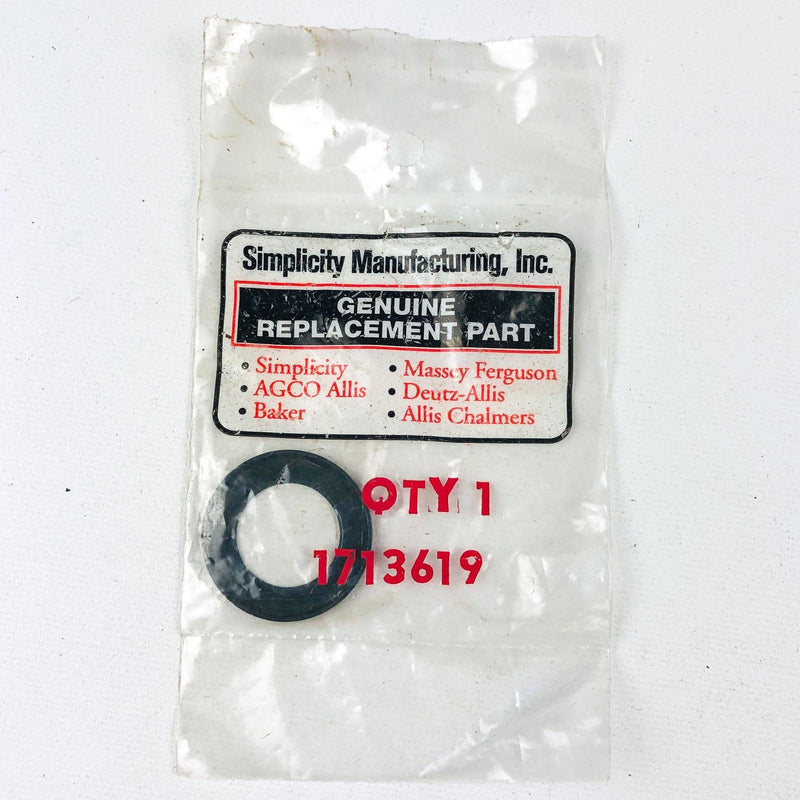 Simplicity Manufacturing, Inc.
GENUINE
REPLACEMENT PART
• Simplicity • Massey Ferguson
• AGCO Allis • Deutz-Allis
• Baker • Allis Chalmers
QTY 1
1713619